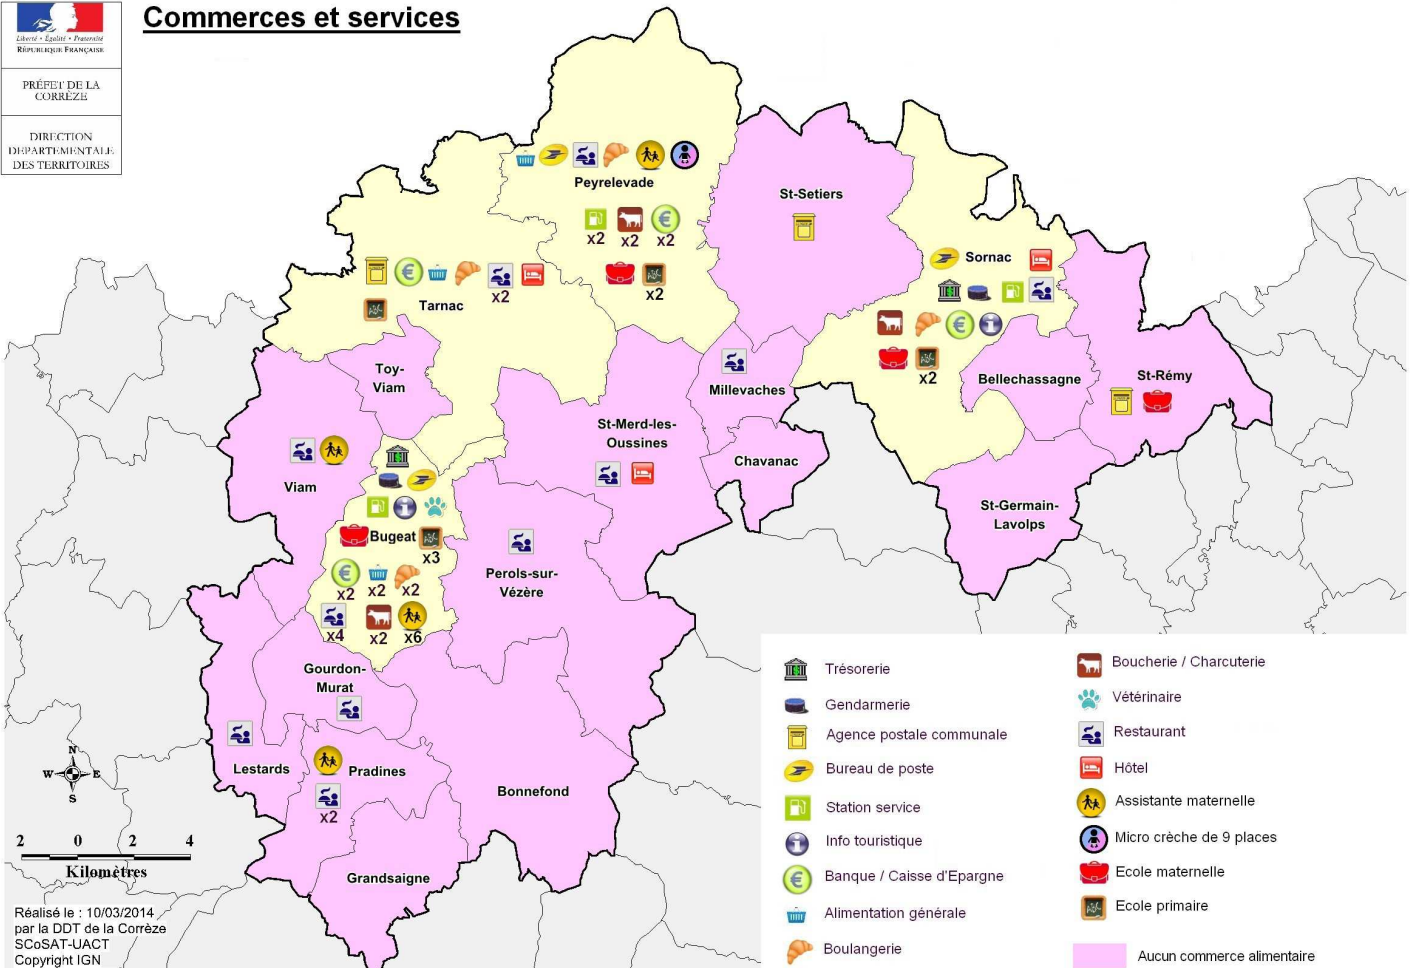 Commerces et services
Liberté • Égalité • Fraternité
RÉPUBLIQUE FRANÇAISE
PRÉFET DE LA
CORRÈZE
DIRECTION
DEPARTEMENTALE
DES TERRITOIRES
Peyrelevade
x2 x2 x2
x2
St-Setiers
Sornac
x2
Tarnac
x2
Toy-
Viam
Millevaches
Bellechassagne
St-Rémy
St-Merd-les-
Oussines
Chavanac
Viam
St-Germain-
Lavolps
Bugeat
x3
x2 x2 x2
x4 x2 x6
Perols-sur-
Vézère
Gourdon-
Murat
Lestards
Pradines
x2
Bonnefond
Grandsaigne
N
W E
S
2 0 2 4
Kilomètres
Réalisé le : 10/03/2014
par la DDT de la Corrèze
SCoSAT-UACT
Copyright IGN
Trésorerie
Gendarmerie
Agence postale communale
Bureau de poste
Station service
Info touristique
Banque / Caisse d'Epargne
Alimentation générale
Boulangerie
Boucherie / Charcuterie
Vétérinaire
Restaurant
Hôtel
Assistante maternelle
Micro crèche de 9 places
Ecole maternelle
Ecole primaire
Aucun commerce alimentaire